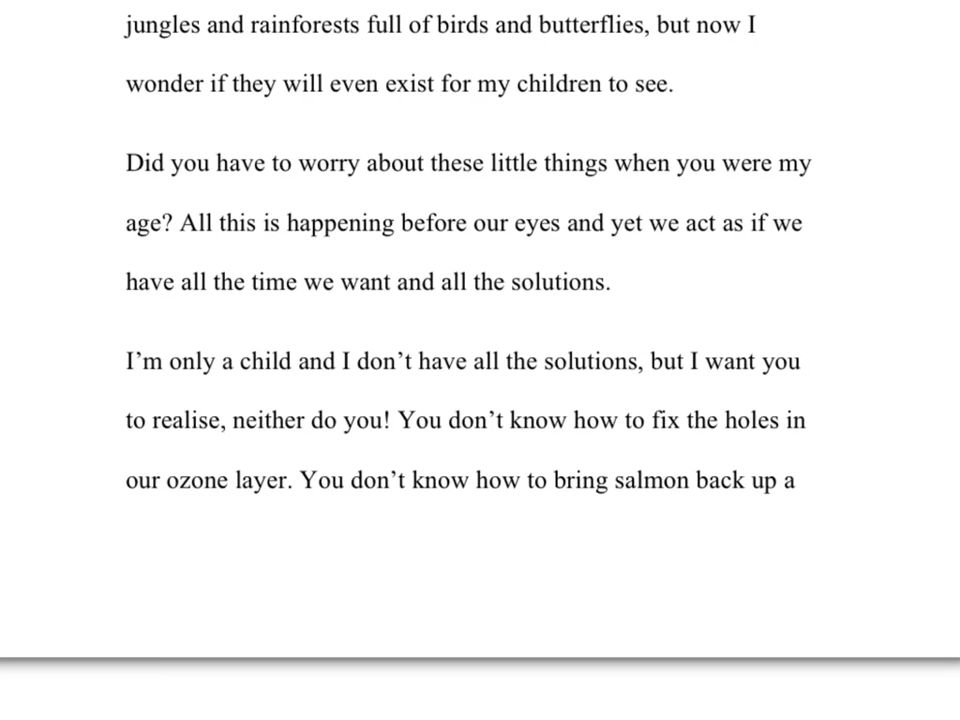 jungles and rainforests full of birds and butterflies, but now I
wonder if they will even exist for my children to see.
Did you have to worry about these little things when you were my
age? All this is happening before our eyes and yet we act as if we
have all the time we want and all the solutions.
I’m only a child and I don’t have all the solutions, but I want you
to realise, neither do you! You don’t know how to fix the holes in
our ozone layer. You don’t know how to bring salmon back up a